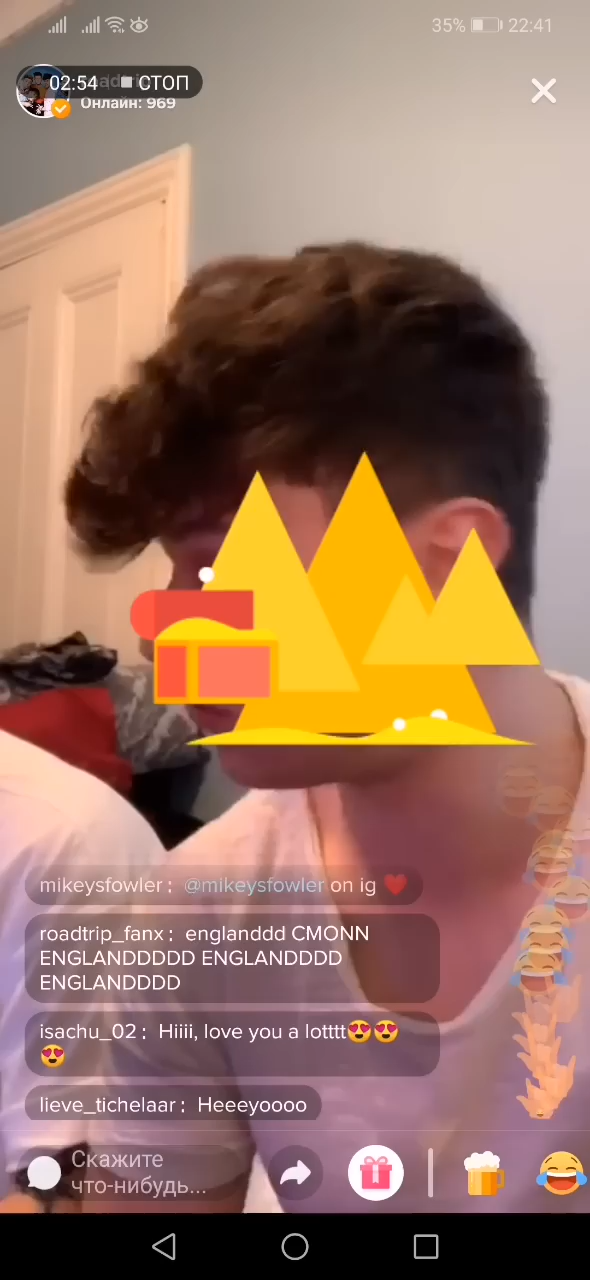 35% 22:41
02:54 СТОП
Онлайн: 969
mikeysfowler : @mikeysfowler on ig
roadtrip_fanx : englanddd CMONN
ENGLANDDDDD ENGLANDDDD
ENGLANDDDD
isachu_02 : Hiiii, love you a lotttt
lieve_tichelaar : Heeeyoooo
Скажите
что-нибудь...